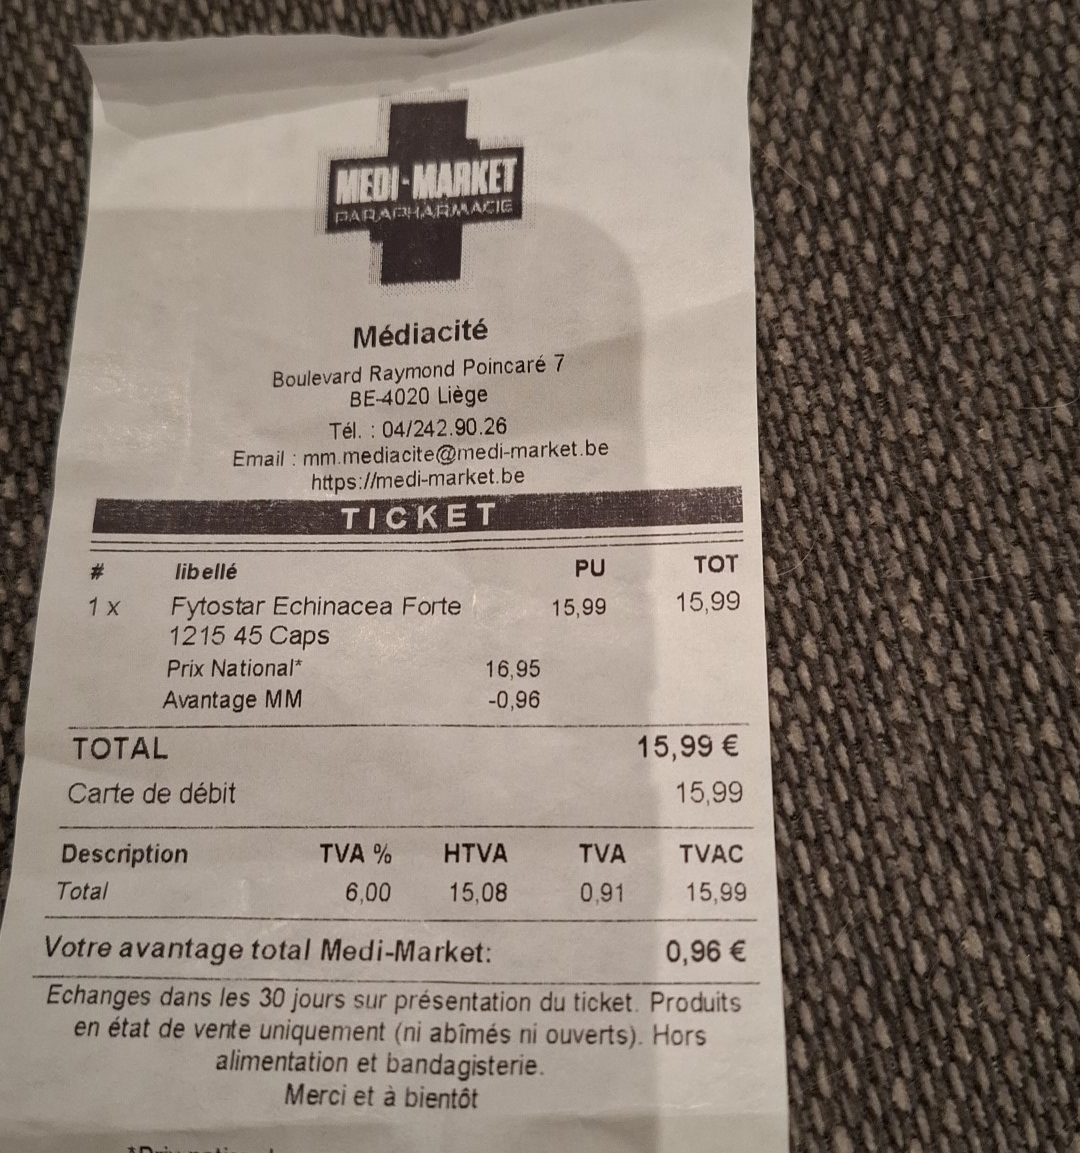 MEDI-MARKET
PARAPHARMACIE
Médiacité
Boulevard Raymond Poincaré 7
BE-4020 Liège
Tél. : 04/242.90.26
Email : mm.mediacite@medi-market.be
https://medi-market.be
TICKET
# libellé PU TOT
1 x Fytostar Echinacea Forte 15,99 15,99
1215 45 Caps
Prix National* 16,95
Avantage MM -0,96
TOTAL 15,99 €
Carte de débit 15,99
Description TVA % HTVA TVA TVAC
Total 6,00 15,08 0,91 15,99
Votre avantage total Medi-Market: 0,96 €
Echanges dans les 30 jours sur présentation du ticket. Produits
en état de vente uniquement (ni abîmés ni ouverts). Hors
alimentation et bandagisterie.
Merci et à bientôt